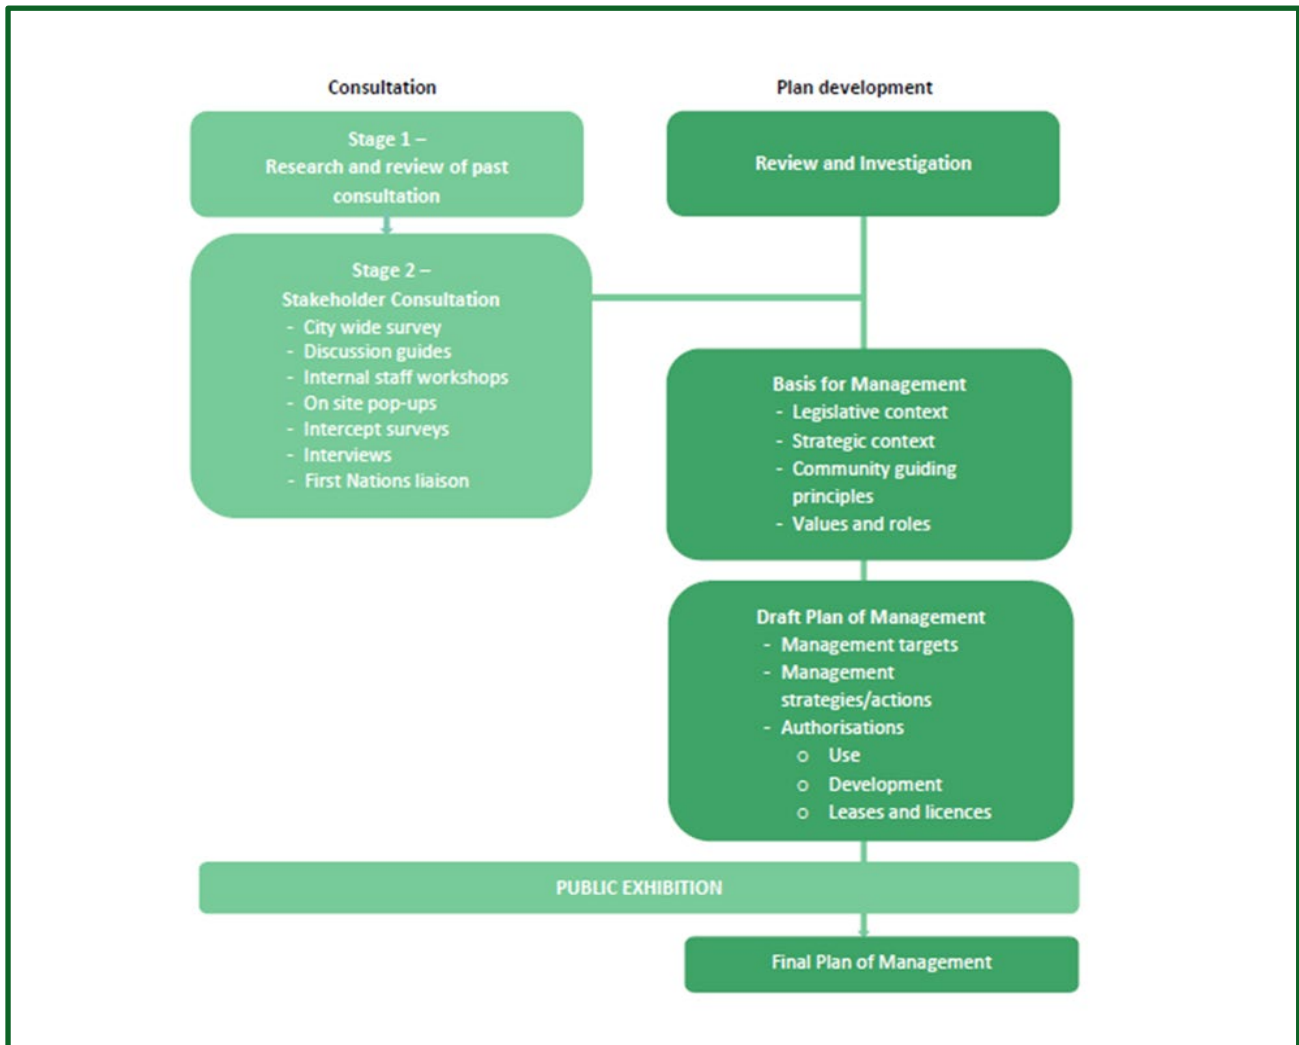 Consultation
Stage 1 –
Research and review of past
consultation
Stage 2 –
Stakeholder Consultation
- City wide survey
- Discussion guides
- Internal staff workshops
- On site pop-ups
- Intercept surveys
- Interviews
- First Nations liaison
Plan development
Review and Investigation
Basis for Management
- Legislative context
- Strategic context
- Community guiding
principles
- Values and roles
Draft Plan of Management
- Management targets
- Management
strategies/actions
- Authorisations
o Use
o Development
o Leases and licences
PUBLIC EXHIBITION
Final Plan of Management